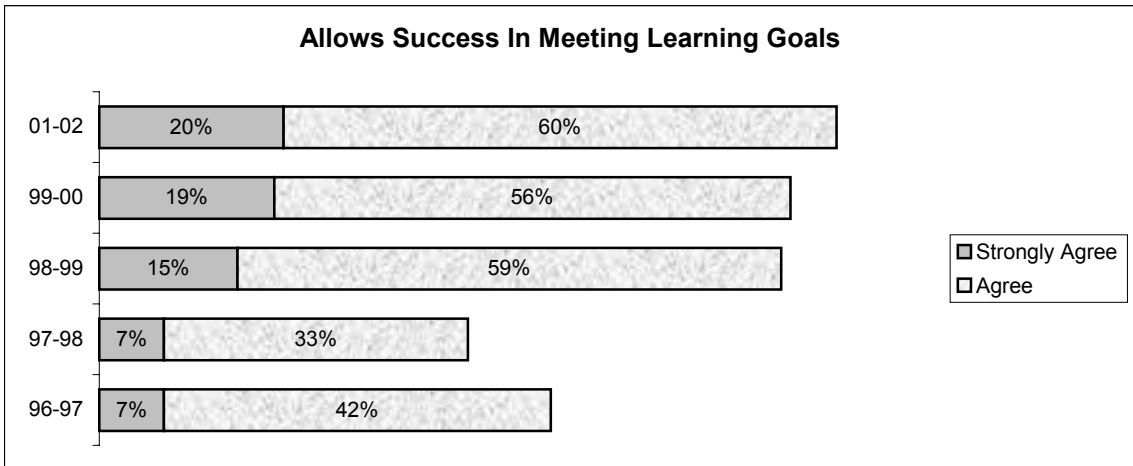 Allows Success In Meeting Learning Goals
01-02 20% 60%
99-00 19% 56%
98-99 15% 59%
97-98 7% 33%
96-97 7% 42%
Strongly Agree
Agree